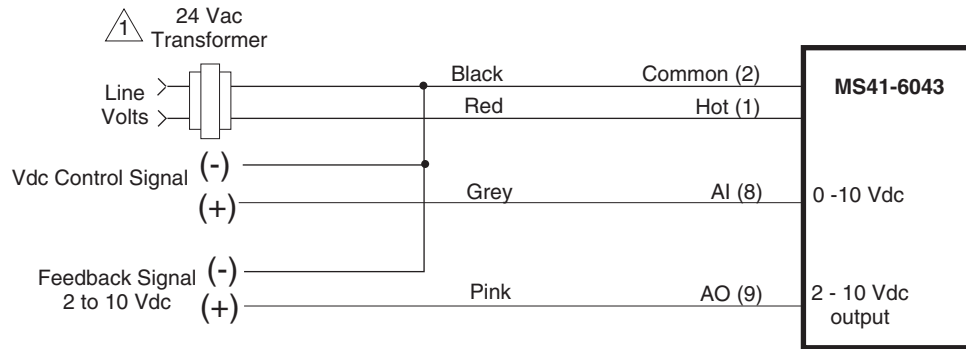 1
24 Vac
Transformer
Line
Volts
Black
Common (2)
Red
Hot (1)
MS41-6043
Vdc Control Signal
(-)
(+)
Grey
AI (8)
0 -10 Vdc
Feedback Signal
2 to 10 Vdc
(-)
(+)
Pink
AO (9)
2 - 10 Vdc
output